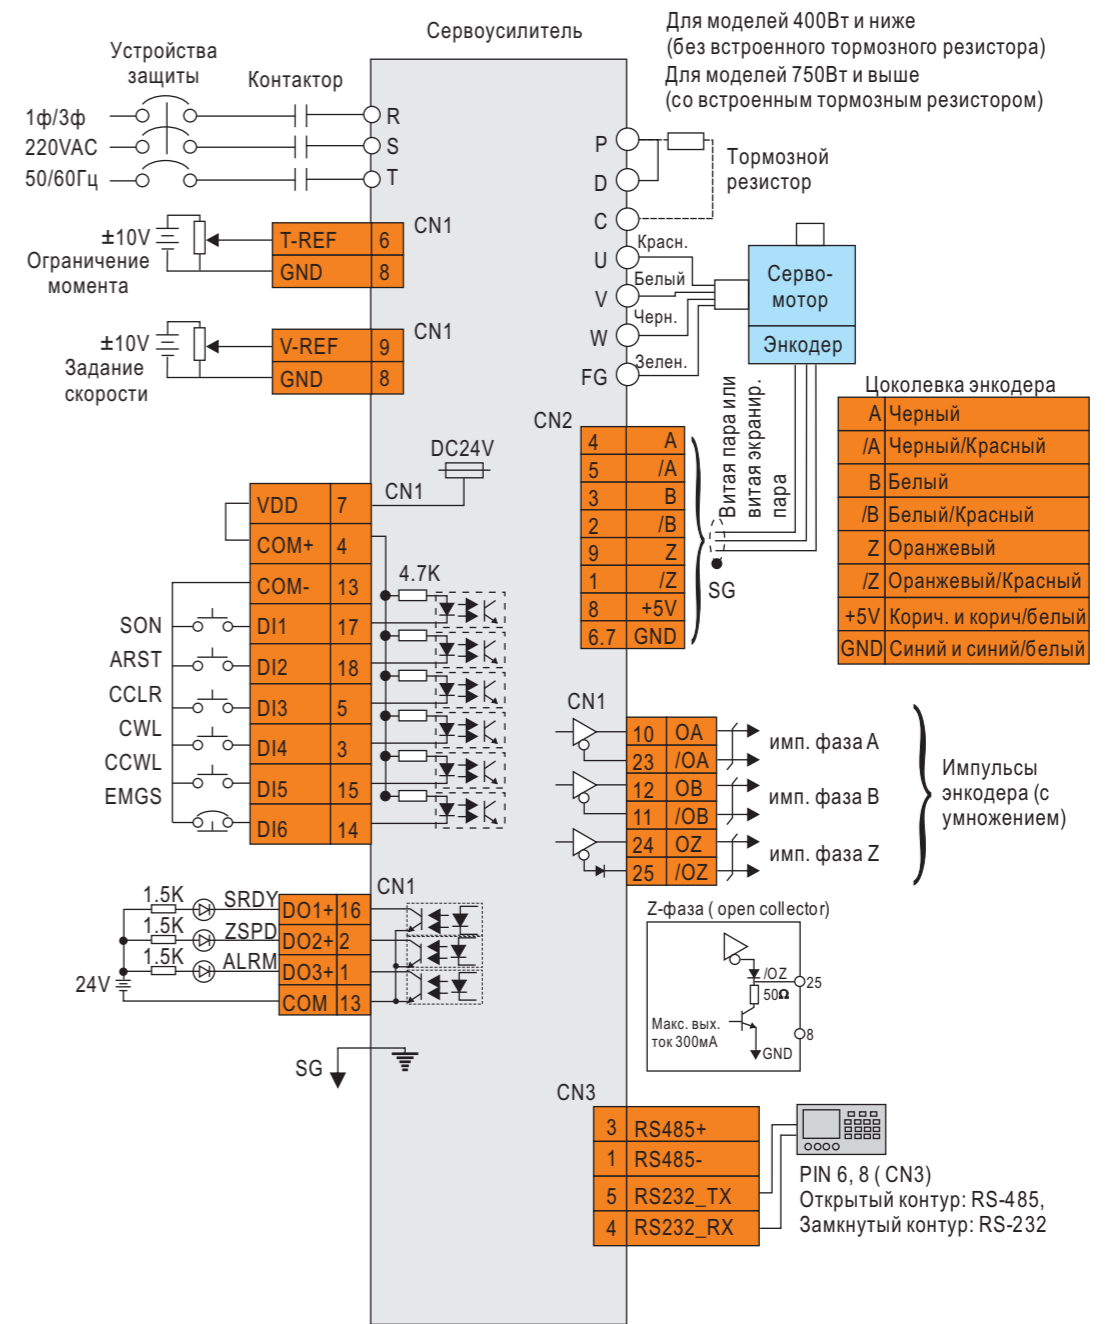 Сервоусилитель
Для моделей 400Вт и ниже
(без встроенного тормозного резистора)
Для моделей 750Вт и выше
(со встроенным тормозным резистором)
Устройства
защиты
Контактор
1ф/3ф
220VAC
50/60Гц
R
S
T
P
D
C
Тормозной
резистор
±10V
Ограничение
момента
T-REF 6
GND 8
CN1
±10V
Задание
скорости
V-REF 9
GND 8
CN1
U
V
W
FG
Красн.
Белый
Черн.
Зелен.
Серво-
мотор
Энкодер
CN2
4 A
5 /A
3 B
2 /B
9 Z
1 /Z
8 +5V
6.7 GND
Витая пара или
витая экранир.
пара
SG
Цоколевка энкодера
A Черный
/A Черный/Красный
B Белый
/B Белый/Красный
Z Оранжевый
/Z Оранжевый/Красный
+5V Корич. и корич/белый
GND Синий и синий/белый
DC24V
CN1
VDD 7
COM+ 4
COM- 13
4.7K
SON DI1 17
ARST DI2 18
CCLR DI3 5
CWL DI4 3
CCWL DI5 15
EMGS DI6 14
CN1
10 OA
23 /OA
12 OB
11 /OB
24 OZ
25 /OZ
имп. фаза A
имп. фаза B
имп. фаза Z
Импульсы
энкодера (с
умножением)
CN1
1.5K SRDY DO1+ 16
1.5K ZSPD DO2+ 2
1.5K ALRM DO3+ 1
24V COM 13
SG
Z-фаза ( open collector)
/OZ
25
50Ω
8
Макс. вых.
ток 300мА
GND
CN3
3 RS485+
1 RS485-
5 RS232_TX
4 RS232_RX
PIN 6, 8 ( CN3)
Открытый контур: RS-485,
Замкнутый контур: RS-232